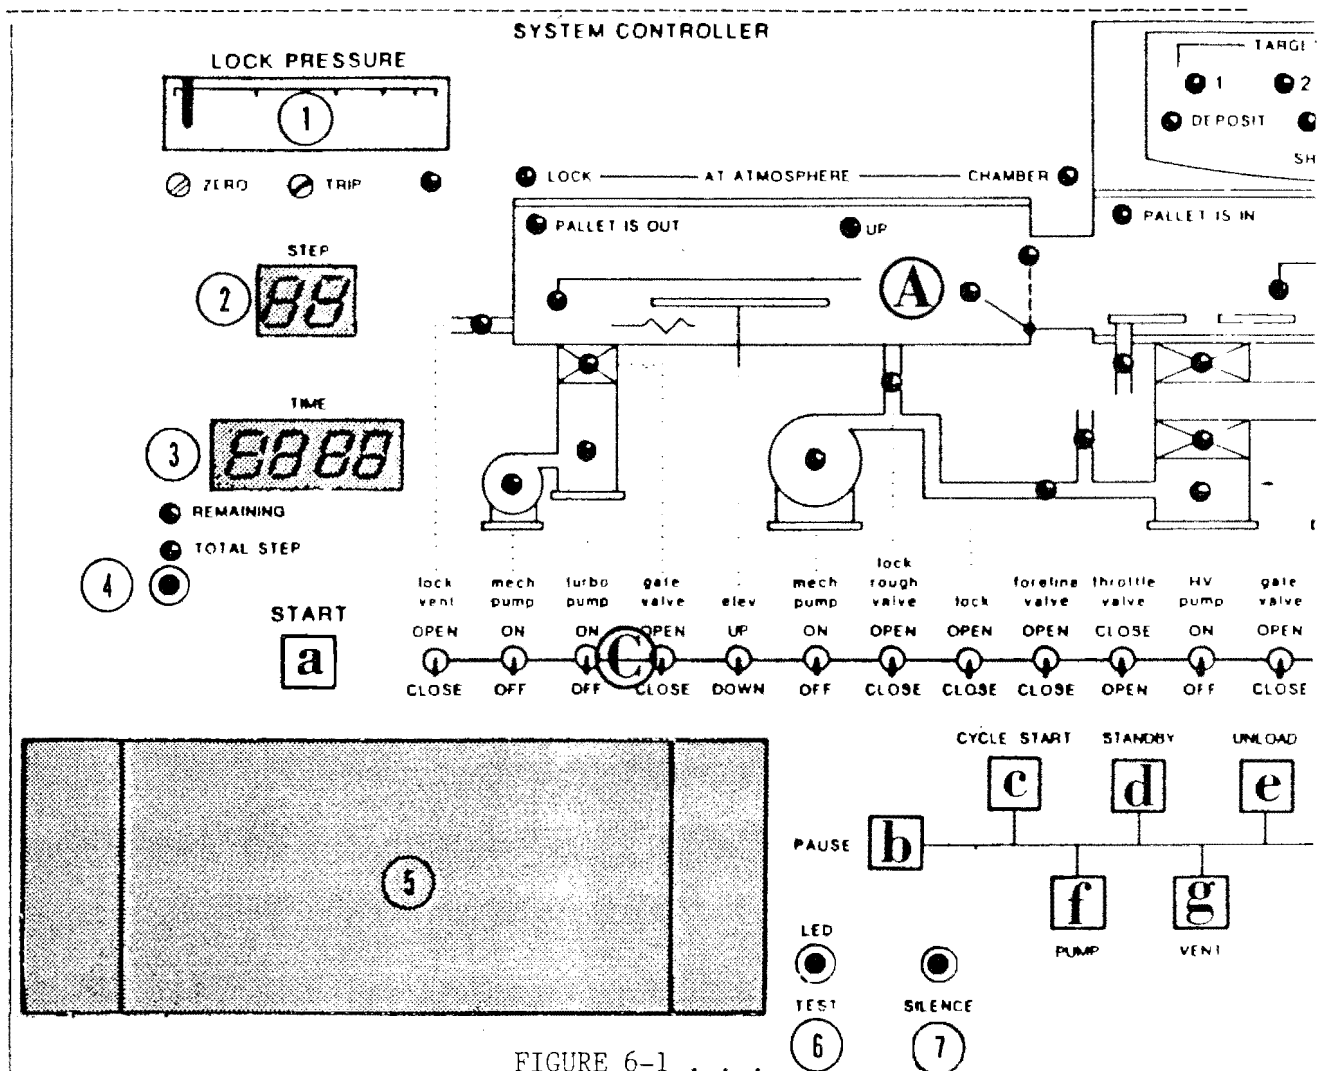 SYSTEM CONTROLLER
LOCK PRESSURE
1
ZERO TRIP
TARGE
1 2
DEPOSIT
SH
LOCK AT ATMOSPHERE CHAMBER
PALLET IS OUT UP
PALLET IS IN
A
STEP
2
TIME
3
REMAINING
TOTAL STEP
4
START
a
lock vent
OPEN
CLOSE
mech pump
ON
OFF
turbo pump
ON
OFF
C
gate valve
OPEN
CLOSE
elev
UP
DOWN
mech pump
ON
OFF
lock rough valve
OPEN
CLOSE
lock
OPEN
CLOSE
foreline valve
OPEN
CLOSE
throttle valve
CLOSE
OPEN
HV pump
ON
OFF
gate valve
OPEN
CLOSE
5
CYCLE START
c
STANDBY
d
UNLOAD
e
PAUSE b
f
PUMP
g
VENT
LED
TEST
6
SILENCE
7
FIGURE 6-1 . . .